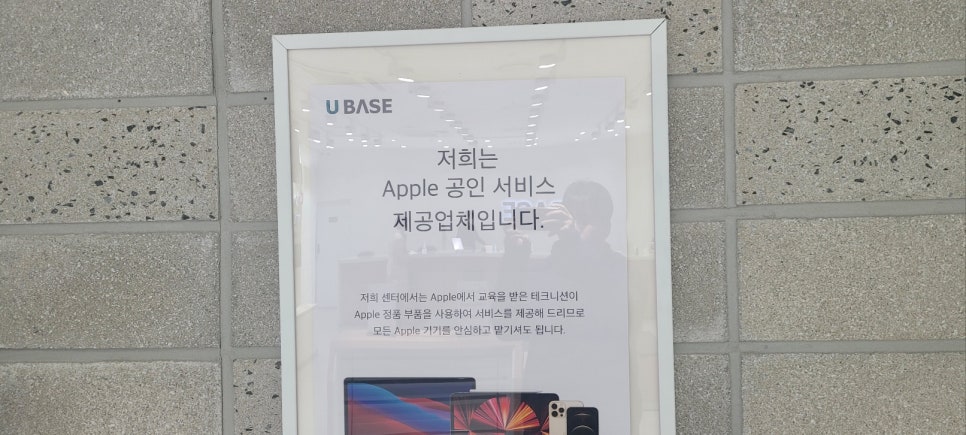 U BASE
저희는
Apple 공인 서비스
제공업체입니다.
저희 센터에서는 Apple에서 교육을 받은 테크니션이
Apple 정품 부품을 사용하여 서비스를 제공해 드리므로
모든 Apple 기기를 안심하고 맡기셔도 됩니다.